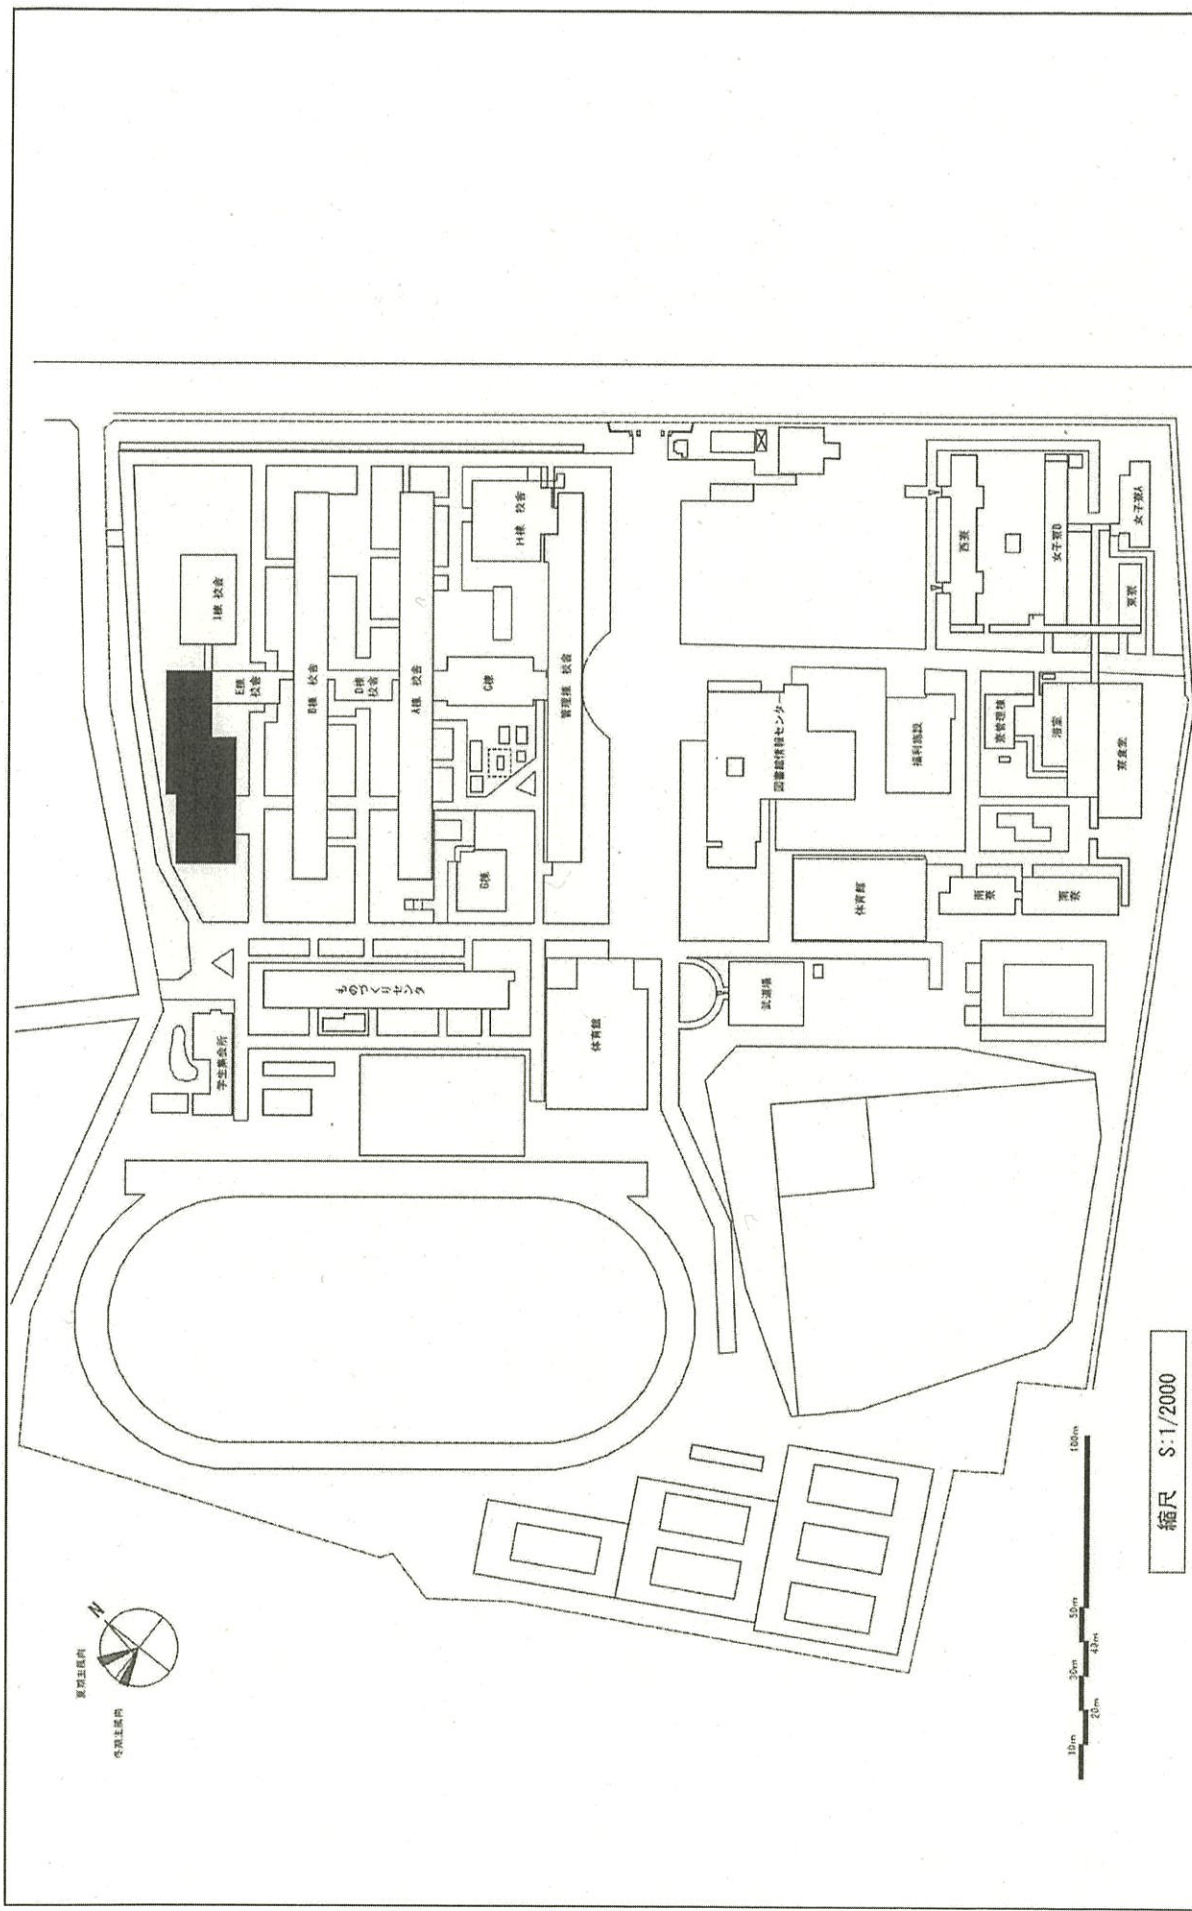 I棟 校舎
E棟
校舎
B棟 校舎
D棟
校舎
A棟 校舎
H棟 校舎
C棟
管理棟 校舎
G棟
ものづくりセンタ
学生集会所
体育館
図書館情報センター
福利施設
体育館
武道場
西寮
女子寮B
女子寮A
東寮
寮管理棟
浴室
寮食堂
南
寮
南寮
N
夏期主風向
冬期主風向
10m
20m
30m
40m
50m
100m
縮尺 S:1/2000